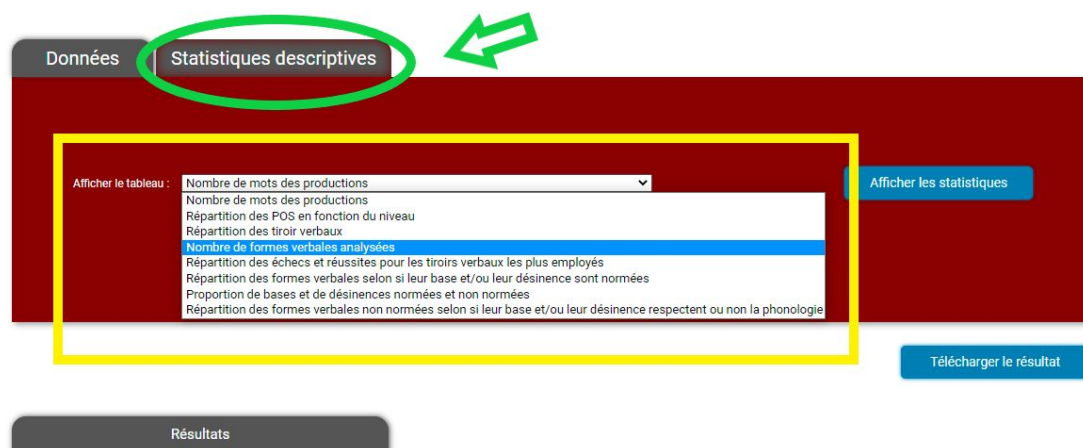 Données
Statistiques descriptives
Afficher le tableau :
Nombre de mots des productions
Afficher les statistiques
Nombre de mots des productions
Répartition des POS en fonction du niveau
Répartition des tiroir verbaux
Nombre de formes verbales analysées
Répartition des échecs et réussites pour les tiroirs verbaux les plus employés
Répartition des formes verbales selon si leur base et/ou leur désinence sont normées
Proportion de bases et de désinences normées et non normées
Répartition des formes verbales non normées selon si leur base et/ou leur désinence respectent ou non la phonologie
Télécharger le résultat
Résultats